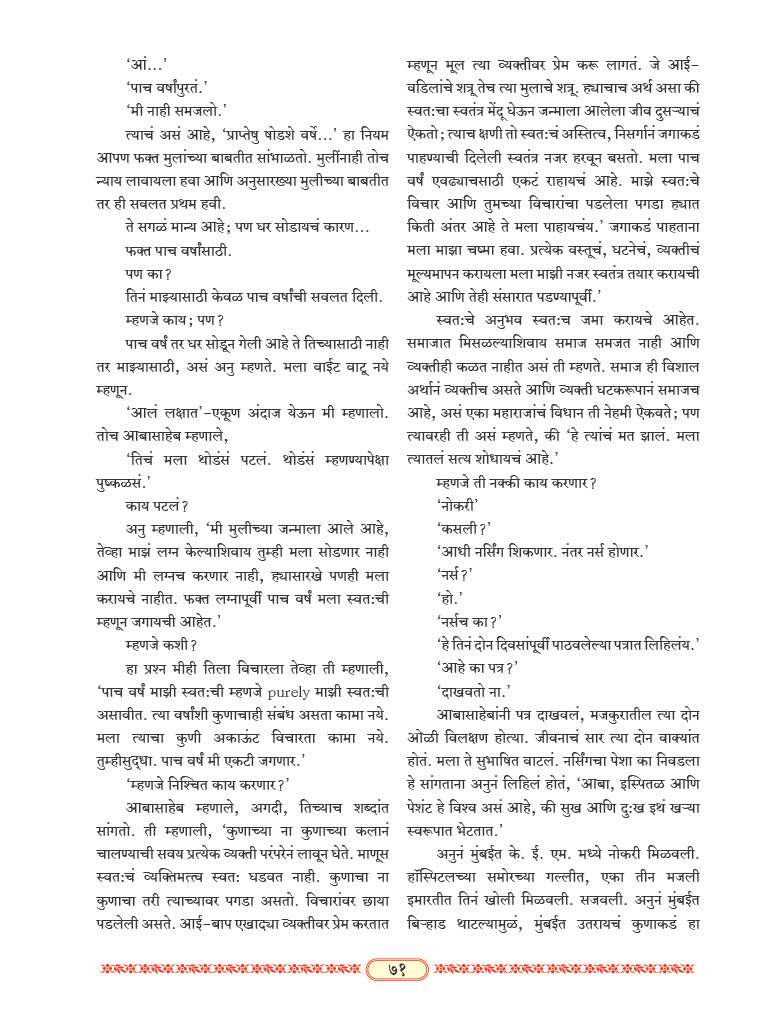 ‘आं...’
‘पाच वर्षांपुरतं.’
‘मी नाही समजलो.’
त्याचं असं आहे, ‘प्राप्तेषु षोडशे वर्षे...’ हा नियम
आपण फक्त मुलांच्या बाबतीत सांभाळतो. मुलींनाही तोच
न्याय लावायला हवा आणि अनुसारख्या मुलीच्या बाबतीत
तर ही सवलत प्रथम हवी.
ते सगळं मान्य आहे; पण घर सोडायचं कारण...
फक्त पाच वर्षांसाठी.
पण का?
तिनं माझ्यासाठी केवळ पाच वर्षांची सवलत दिली.
म्हणजे काय; पण?
पाच वर्षं तर घर सोडून गेली आहे ते तिच्यासाठी नाही
तर माझ्यासाठी, असं अनु म्हणते. मला वाईट वाटू नये
म्हणून.
‘आलं लक्षात’-एकूण अंदाज येऊन मी म्हणालो.
तोच आबासाहेब म्हणाले,
‘तिचं मला थोडंसं पटलं. थोडंसं म्हणण्यापेक्षा
पुष्कळसं.’
काय पटलं?
अनु म्हणाली, ‘मी मुलीच्या जन्माला आले आहे,
तेव्हा माझं लग्न केल्याशिवाय तुम्ही मला सोडणार नाही
आणि मी लग्नच करणार नाही, ह्यासारखे पणही मला
करायचे नाहीत. फक्त लग्नापूर्वी पाच वर्षं मला स्वत:ची
म्हणून जगायची आहेत.’
म्हणजे कशी?
हा प्रश्न मीही तिला विचारला तेव्हा ती म्हणाली,
‘पाच वर्षं माझी स्वत:ची म्हणजे purely माझी स्वत:ची
असावीत. त्या वर्षांशी कुणाचाही संबंध असता कामा नये.
मला त्याचा कुणी अकाऊंट विचारता कामा नये.
तुम्हीसुद्धा. पाच वर्षं मी एकटी जगणार.’
‘म्हणजे निश्चित काय करणार?’
आबासाहेब म्हणाले, अगदी, तिच्याच शब्दांत
सांगतो. ती म्हणाली, ‘कुणाच्या ना कुणाच्या कलानं
चालण्याची सवय प्रत्येक व्यक्ती परंपरेनं लावून घेते. माणूस
स्वत:चं व्यक्तिमत्त्व स्वत: घडवत नाही. कुणाचा ना
कुणाचा तरी त्याच्यावर पगडा असतो. विचारांवर छाया
पडलेली असते. आई-बाप एखाद्या व्यक्तीवर प्रेम करतात
म्हणून मूल त्या व्यक्तीवर प्रेम करू लागतं. जे आई-
वडिलांचे शत्रू तेच त्या मुलाचे शत्रू. ह्याचाच अर्थ असा की
स्वत:चा स्वतंत्र मेंदू घेऊन जन्माला आलेला जीव दुसऱ्याचं
ऐकतो; त्याच क्षणी तो स्वत:चं अस्तित्व, निसर्गानं जगाकडं
पाहण्याची दिलेली स्वतंत्र नजर हरवून बसतो. मला पाच
वर्षं एवढ्याचसाठी एकटं राहायचं आहे. माझे स्वत:चे
विचार आणि तुमच्या विचारांचा पडलेला पगडा ह्यात
किती अंतर आहे ते मला पाहायचंय.’ जगाकडं पाहताना
मला माझा चष्मा हवा. प्रत्येक वस्तूचं, घटनेचं, व्यक्तीचं
मूल्यमापन करायला मला माझी नजर स्वतंत्र तयार करायची
आहे आणि तेही संसारात पडण्यापूर्वी.’
स्वत:चे अनुभव स्वत:च जमा करायचे आहेत.
समाजात मिसळल्याशिवाय समाज समजत नाही आणि
व्यक्तीही कळत नाहीत असं ती म्हणते. समाज ही विशाल
अर्थानं व्यक्तीच असते आणि व्यक्ती घटकरूपानं समाजच
आहे, असं एका महाराजांचं विधान ती नेहमी ऐकवते; पण
त्यावरही ती असं म्हणते, की ‘हे त्यांचं मत झालं. मला
त्यातलं सत्य शोधायचं आहे.’
म्हणजे ती नक्की काय करणार?
‘नोकरी’
‘कसली?’
‘आधी नर्सिंग शिकणार. नंतर नर्स होणार.’
‘नर्स?’
‘हो.’
‘नर्सच का?’
‘हे तिनं दोन दिवसांपूर्वी पाठवलेल्या पत्रात लिहिलंय.’
‘आहे का पत्र?’
‘दाखवतो ना.’
आबासाहेबांनी पत्र दाखवलं, मजकुरातील त्या दोन
ओळी विलक्षण होत्या. जीवनाचं सार त्या दोन वाक्यांत
होतं. मला ते सुभाषित वाटलं. नर्सिंगचा पेशा का निवडला
हे सांगताना अनुनं लिहिलं होतं, ‘आबा, इस्पितळ आणि
पेशंट हे विश्व असं आहे, की सुख आणि दु:ख इथं खऱ्या
स्वरूपात भेटतात.’
अनुनं मुंबईत के. ई. एम. मध्ये नोकरी मिळवली.
हॉस्पिटलच्या समोरच्या गल्लीत, एका तीन मजली
इमारतीत तिनं खोली मिळवली. सजवली. अनुनं मुंबईत
बिऱ्हाड थाटल्यामुळं, मुंबईत उतरायचं कुणाकडं हा
७१